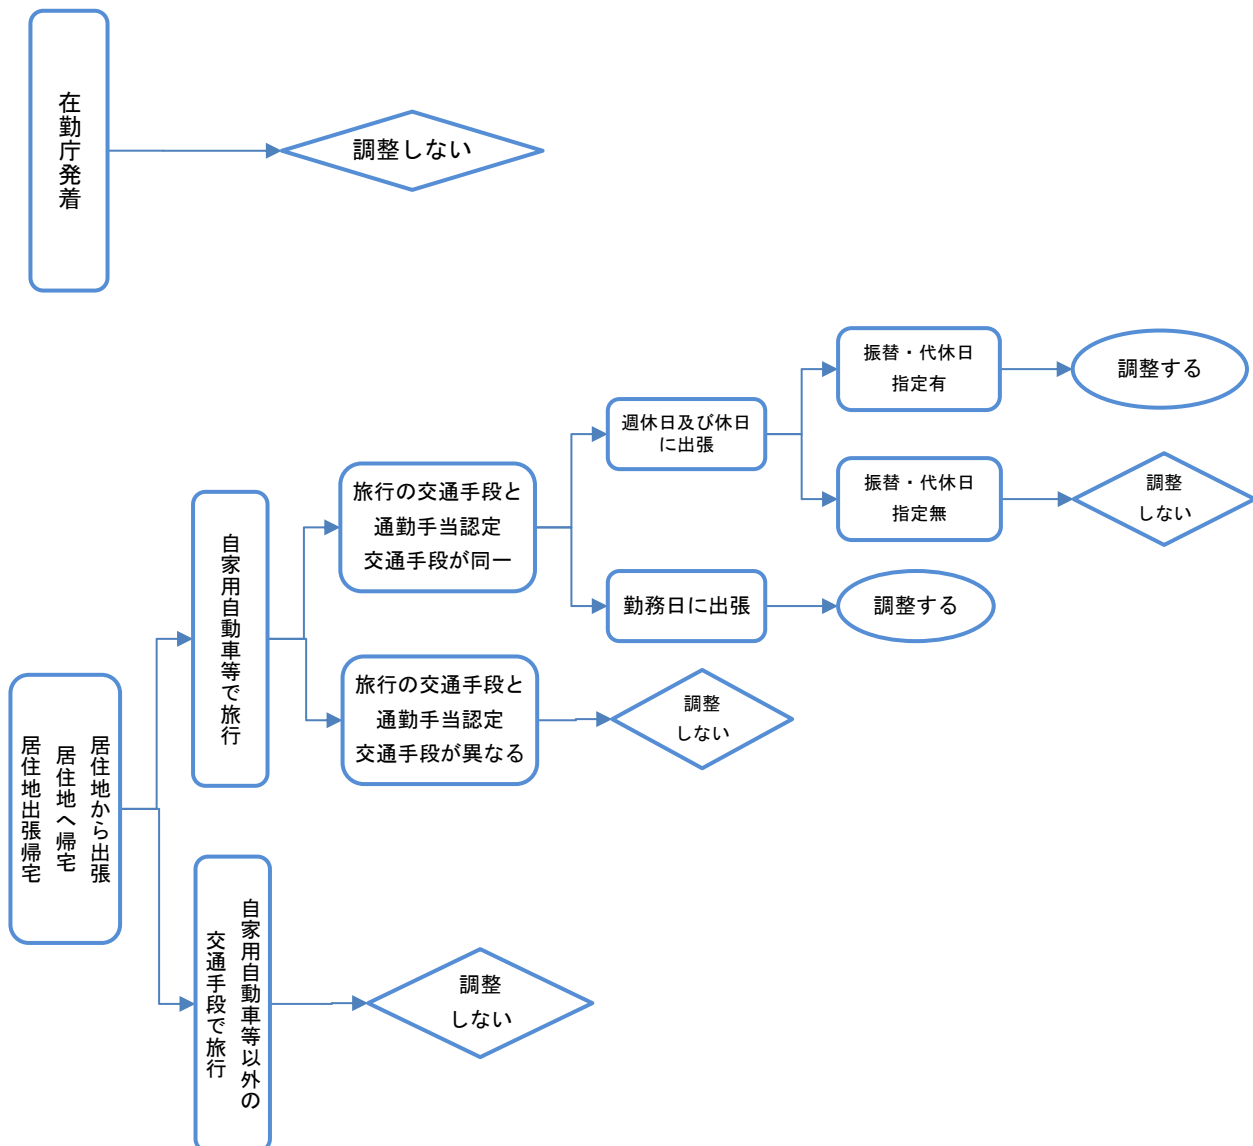 在勤庁発着
調整しない
居住地から出張
居住地へ帰宅
居住地出張帰宅
自家用自動車等で旅行
旅行の交通手段と
通勤手当認定
交通手段が同一
週休日及び休日
に出張
振替・代休日
指定有
調整する
振替・代休日
指定無
調整
しない
勤務日に出張
調整する
旅行の交通手段と
通勤手当認定
交通手段が異なる
調整
しない
自家用自動車等以外の
交通手段で旅行
調整
しない